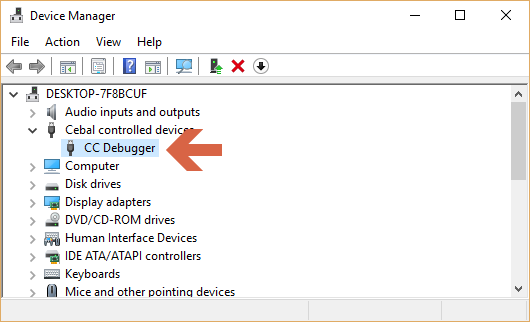 Device Manager
File Action View Help
DESKTOP-7F8BCUF
Audio inputs and outputs
Cebal controlled devices
CC Debugger
Computer
Disk drives
Display adapters
DVD/CD-ROM drives
Human Interface Devices
IDE ATA/ATAPI controllers
Keyboards
Mice and other pointing devices